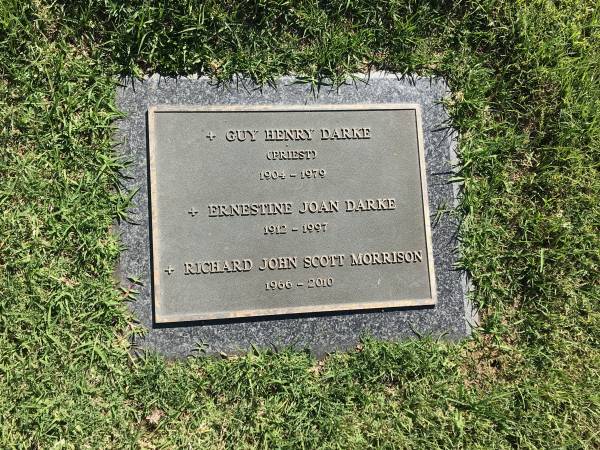 + GUY HENRY DARKE
(PRIEST)
1904 - 1979
+ ERNESTINE JOAN DARKE
1912 - 1997
+ RICHARD JOHN SCOTT MORRISON
1966 - 2010